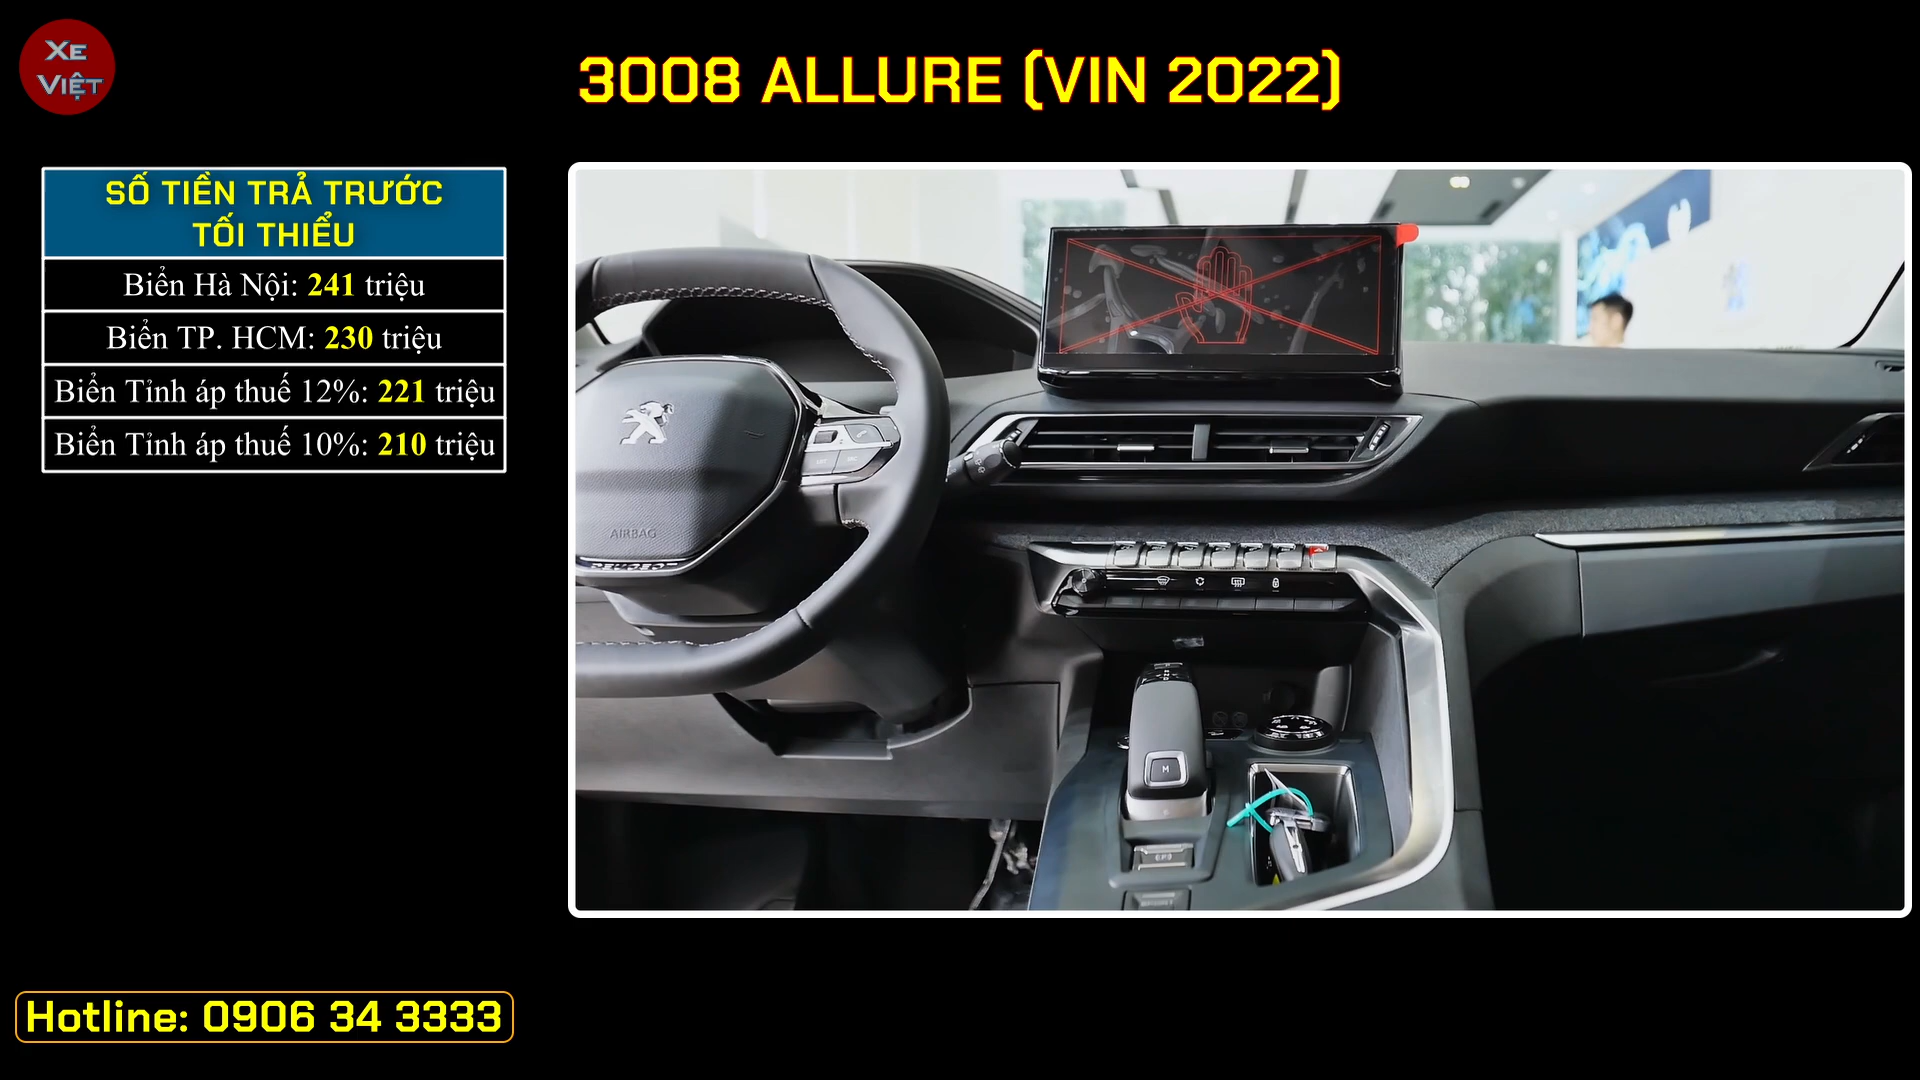 XE
VIỆT
3008 ALLURE (VIN 2022)
SỐ TIỀN TRẢ TRƯỚC
TỐI THIỂU
Biển Hà Nội: 241 triệu
Biển TP. HCM: 230 triệu
Biển Tỉnh áp thuế 12%: 221 triệu
Biển Tỉnh áp thuế 10%: 210 triệu
AIRBAG
PEUGEOT
M
Hotline: 0906 34 3333